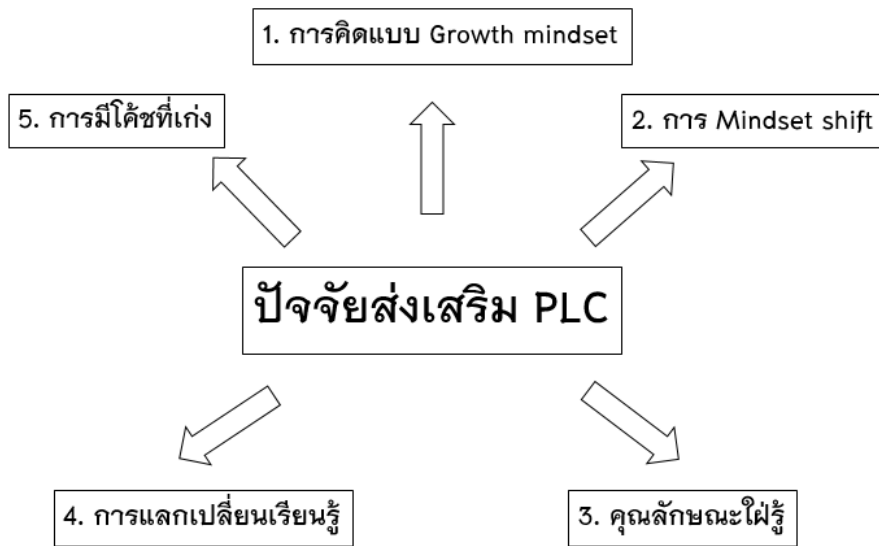 1. การคิดแบบ Growth mindset
5. การมีโค้ชที่เก่ง
2. การ Mindset shift
ปัจจัยส่งเสริม PLC
4. การแลกเปลี่ยนเรียนรู้
3. คุณลักษณะใฝ่รู้